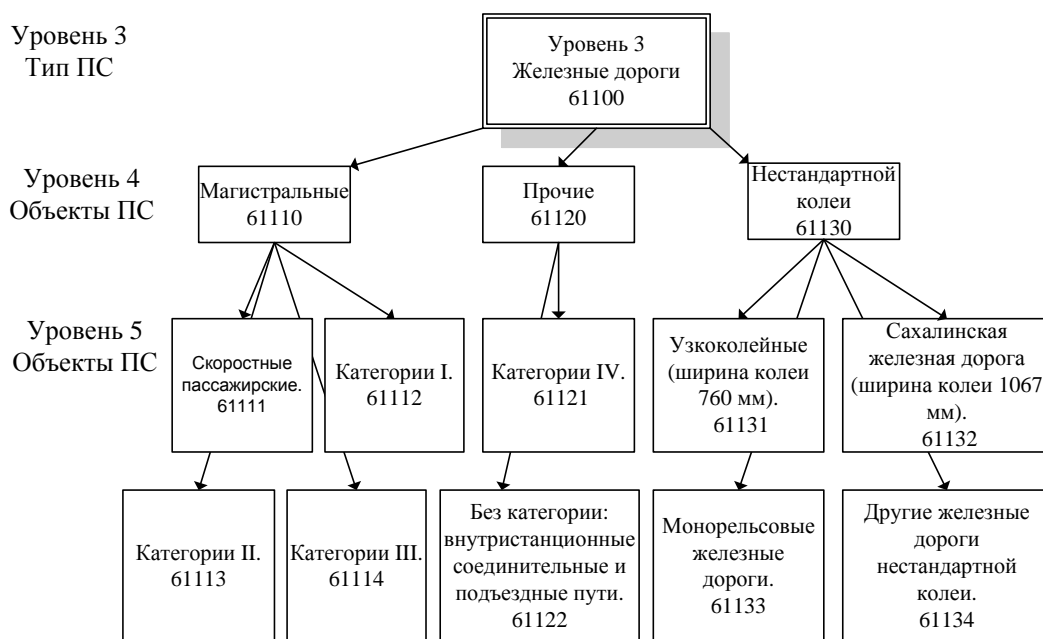 Уровень 3
Тип ПС
Уровень 3
Железные дороги
61100
Уровень 4
Объекты ПС
Магистральные
61110
Прочие
61120
Нестандартной
колеи
61130
Уровень 5
Объекты ПС
Скоростные
пассажирские.
61111
Категории I.
61112
Категории IV.
61121
Узкоколейные
(ширина колеи
760 мм).
61131
Сахалинская
железная дорога
(ширина колеи 1067
мм).
61132
Категории II.
61113
Категории III.
61114
Без категории:
внутристанционные
соединительные и
подъездные пути.
61122
Монорельсовые
железные
дороги.
61133
Другие железные
дороги
нестандартной
колеи.
61134